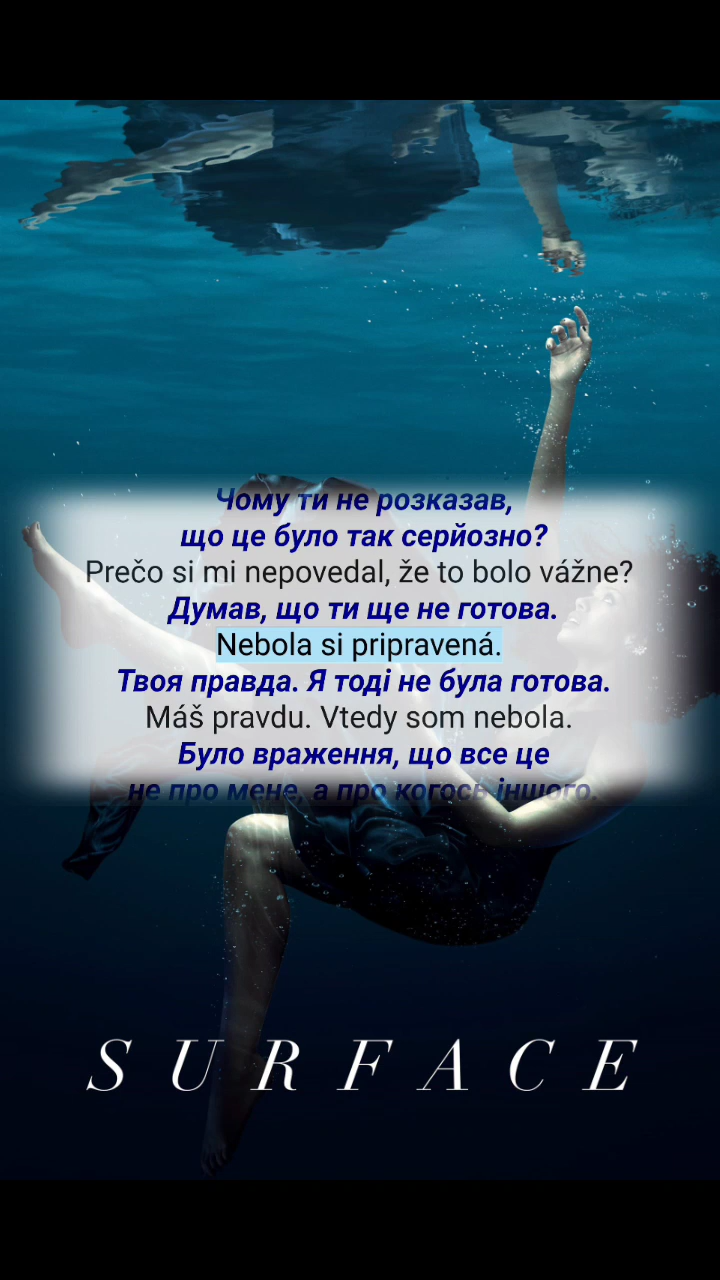 Чому ти не розказав,
що це було так серйозно?
Prečo si mi nepovedal, že to bolo vážne?
Думав, що ти ще не готова.
Nebola si pripravená.
Твоя правда. Я тоді не була готова.
Máš pravdu. Vtedy som nebola.
Було враження, що все це
не про мене, а про когось іншого.
SURFACE